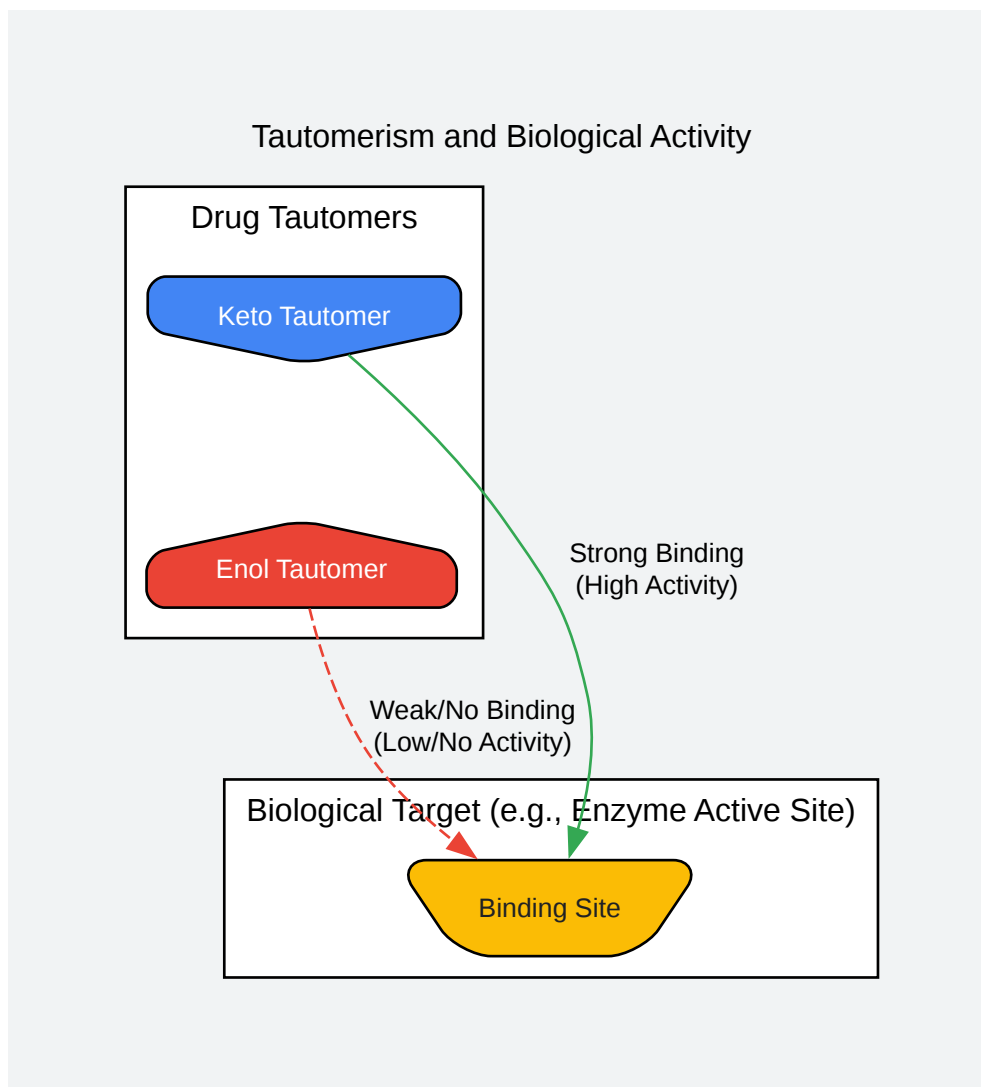 Tautomerism and Biological Activity
Drug Tautomers
Keto Tautomer
Enol Tautomer
Strong Binding
(High Activity)
Weak/No Binding
(Low/No Activity)
Biological Target (e.g., Enzyme Active Site)
Binding Site